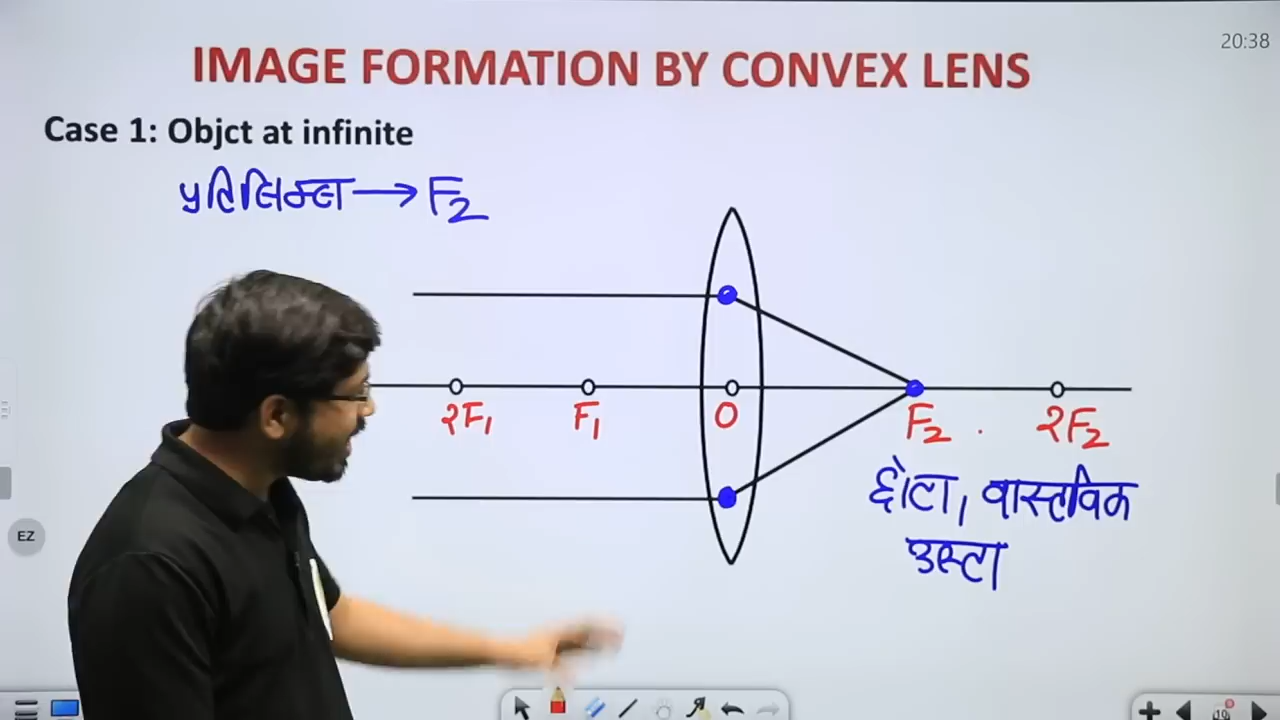 20:38
IMAGE FORMATION BY CONVEX LENS
Case 1: Objct at infinite
प्रतिबिम्ब → F₂
2F₁ F₁ O F₂ 2F₂
छोटा, वास्तविक
उल्टा
EZ
19